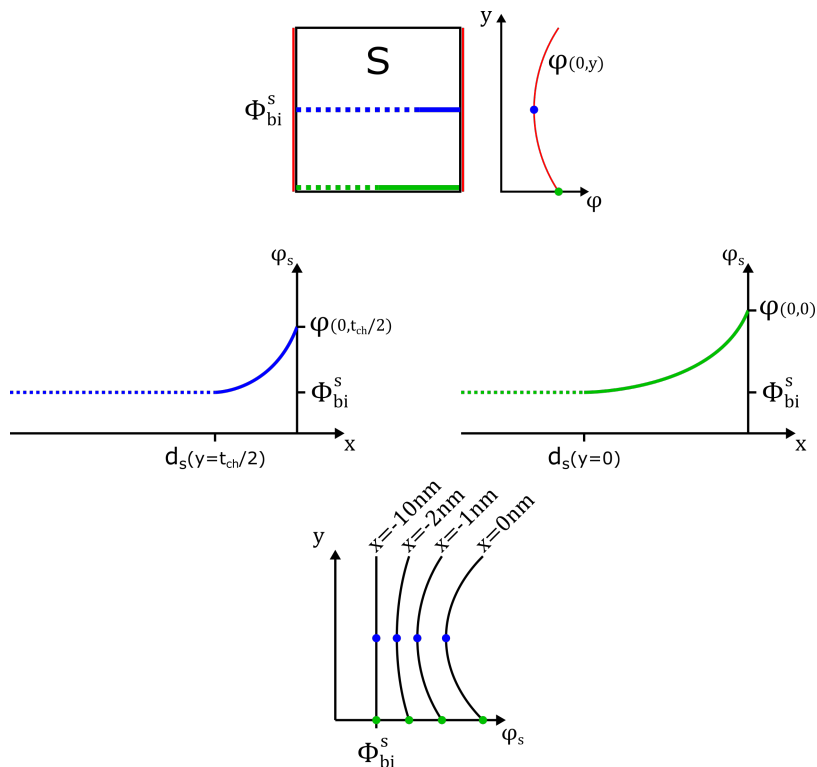 S
y
φ(0,y)
Φ^s_bi
φ
φ_s
φ(0,t_ch/2)
Φ^s_bi
x
d_s(y=t_ch/2)
φ_s
φ(0,0)
Φ^s_bi
x
d_s(y=0)
x=-10nm
x=-2nm
x=-1nm
x=0nm
y
Φ^s_bi
φ_s